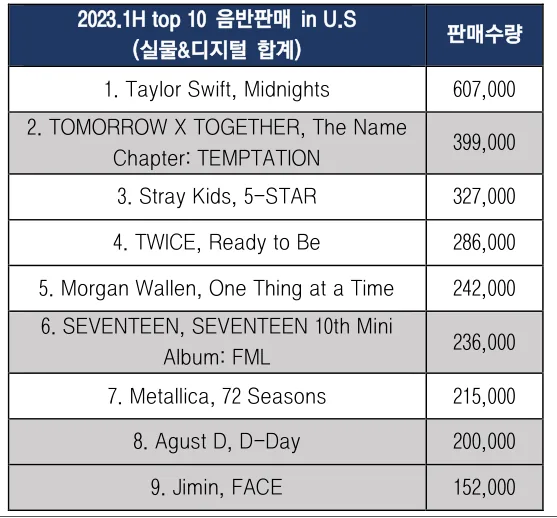 2023.1H top 10 음반판매 in U.S
(실물&디지털 합계)
판매수량
1. Taylor Swift, Midnights
607,000
2. TOMORROW X TOGETHER, The Name
Chapter: TEMPTATION
399,000
3. Stray Kids, 5-STAR
327,000
4. TWICE, Ready to Be
286,000
5. Morgan Wallen, One Thing at a Time
242,000
6. SEVENTEEN, SEVENTEEN 10th Mini
Album: FML
236,000
7. Metallica, 72 Seasons
215,000
8. Agust D, D-Day
200,000
9. Jimin, FACE
152,000